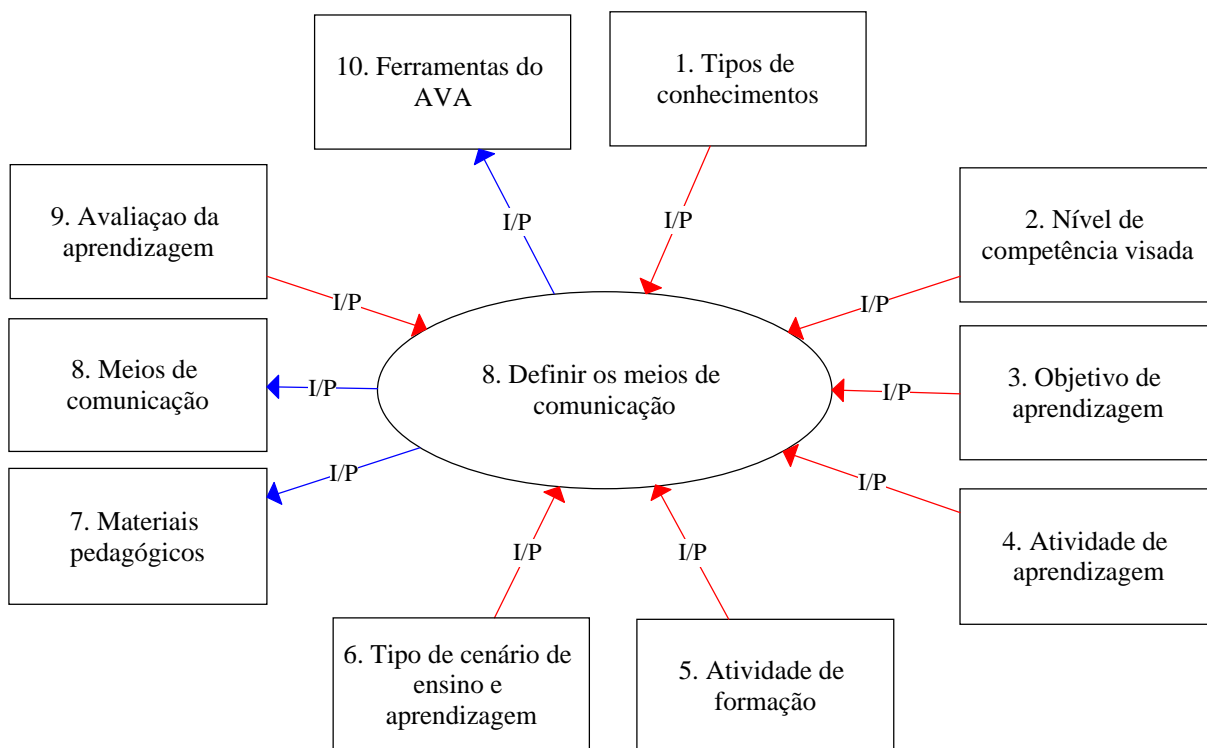 10. Ferramentas do
AVA
1. Tipos de
conhecimentos
I/P
I/P
9. Avaliaçao da
aprendizagem
2. Nível de
competência visada
I/P
I/P
8. Meios de
comunicação
I/P
8. Definir os meios de
comunicação
I/P
3. Objetivo de
aprendizagem
7. Materiais
pedagógicos
I/P
I/P
4. Atividade de
aprendizagem
I/P
I/P
6. Tipo de cenário de
ensino e
aprendizagem
5. Atividade de
formação